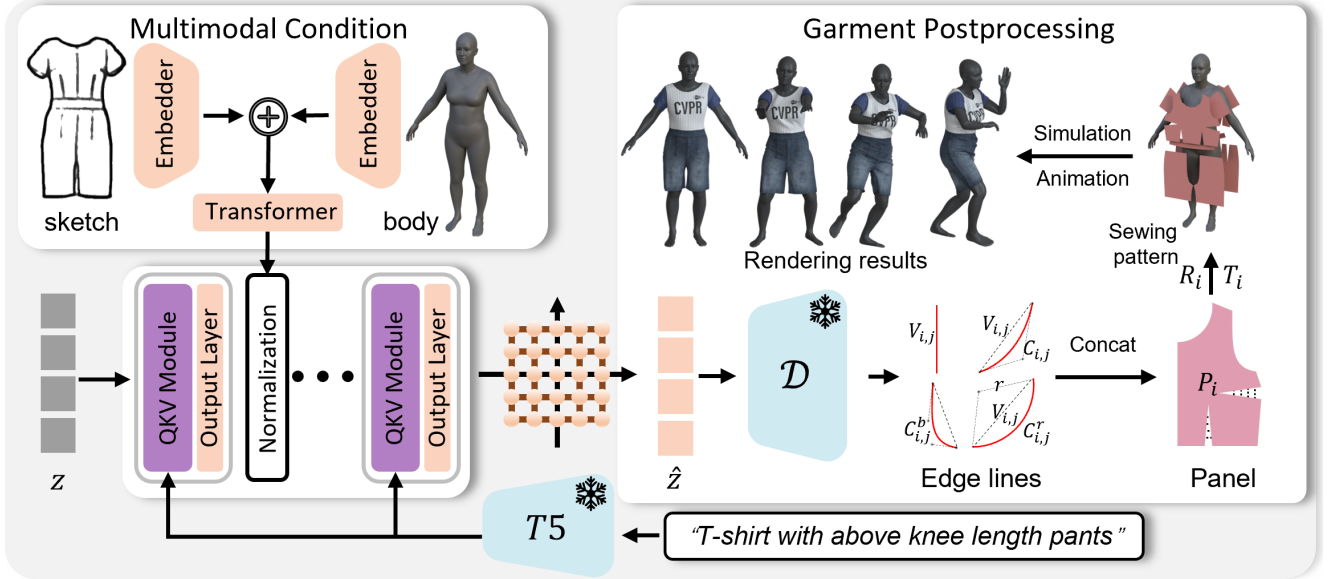 Multimodal Condition
Embedder
Embedder
Transformer
sketch
body
QKV Module
Output Layer
Normalization
QKV Module
Output Layer
z
T5
"T-shirt with above knee length pants"
Garment Postprocessing
CVPR
CVPR
CVPR
CVPR
Rendering results
Simulation
Animation
Sewing
pattern
R_i
T_i
ẑ
𝒟
V_{i,j}
V_{i,j}
C_{i,j}
r
V_{i,j}
C^b_{i,j}
C^r_{i,j}
Edge lines
Concat
P_i
Panel